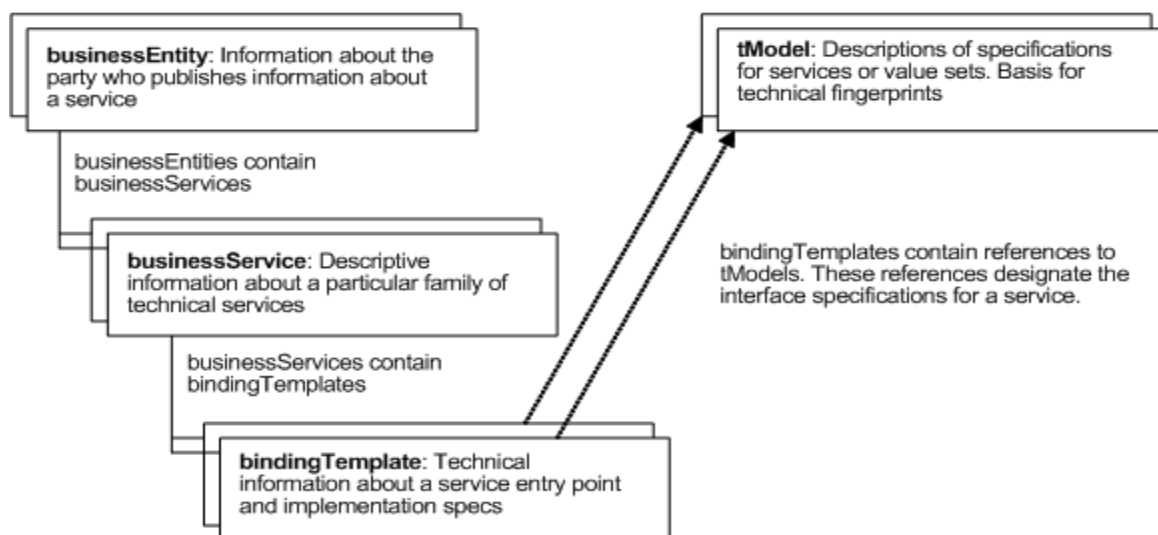 businessEntity: Information about the
party who publishes information about
a service
tModel: Descriptions of specifications
for services or value sets. Basis for
technical fingerprints
businessEntities contain
businessServices
businessService: Descriptive
information about a particular family of
technical services
bindingTemplates contain references to
tModels. These references designate the
interface specifications for a service.
businessServices contain
bindingTemplates
bindingTemplate: Technical
information about a service entry point
and implementation specs